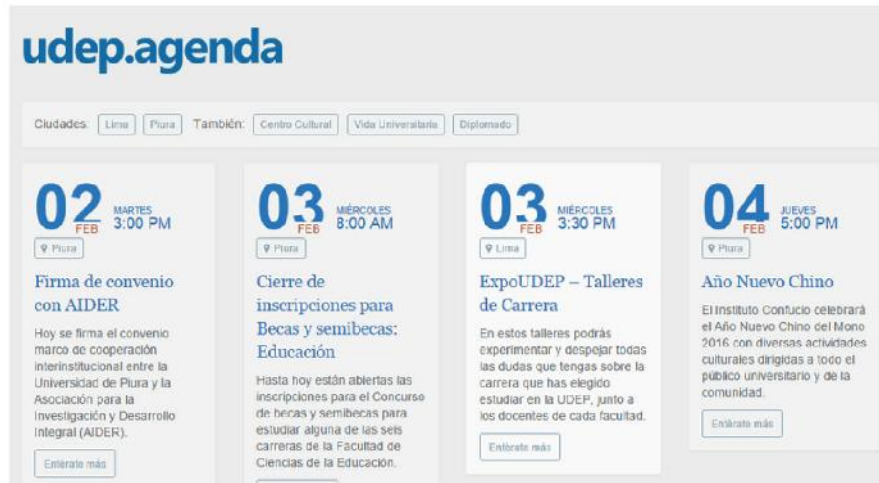 udep.agenda
Ciudades: Lima Piura También: Centro Cultural Vida Universitaria Diplomado
02
FEB
MARTES
3:00 PM
Piura
Firma de convenio
con AIDER
Hoy se firma el convenio
marco de cooperación
interinstitucional entre la
Universidad de Piura y la
Asociación para la
Investigación y Desarrollo
Integral (AIDER).
Entérate más
03
FEB
MIÉRCOLES
8:00 AM
Piura
Cierre de
inscripciones para
Becas y semibecas:
Educación
Hasta hoy están abiertas las
inscripciones para el Concurso
de becas y semibecas para
estudiar alguna de las seis
carreras de la Facultad de
Ciencias de la Educación.
03
FEB
MIÉRCOLES
3:30 PM
Lima
ExpoUDEP – Talleres
de Carrera
En estos talleres podrás
experimentar y despejar todas
las dudas que tengas sobre la
carrera que has elegido
estudiar en la UDEP, junto a
los docentes de cada facultad.
Entérate más
04
FEB
JUEVES
5:00 PM
Piura
Año Nuevo Chino
El Instituto Confucio celebrará
el Año Nuevo Chino del Mono
2016 con diversas actividades
culturales dirigidas a todo el
público universitario y de la
comunidad.
Entérate más